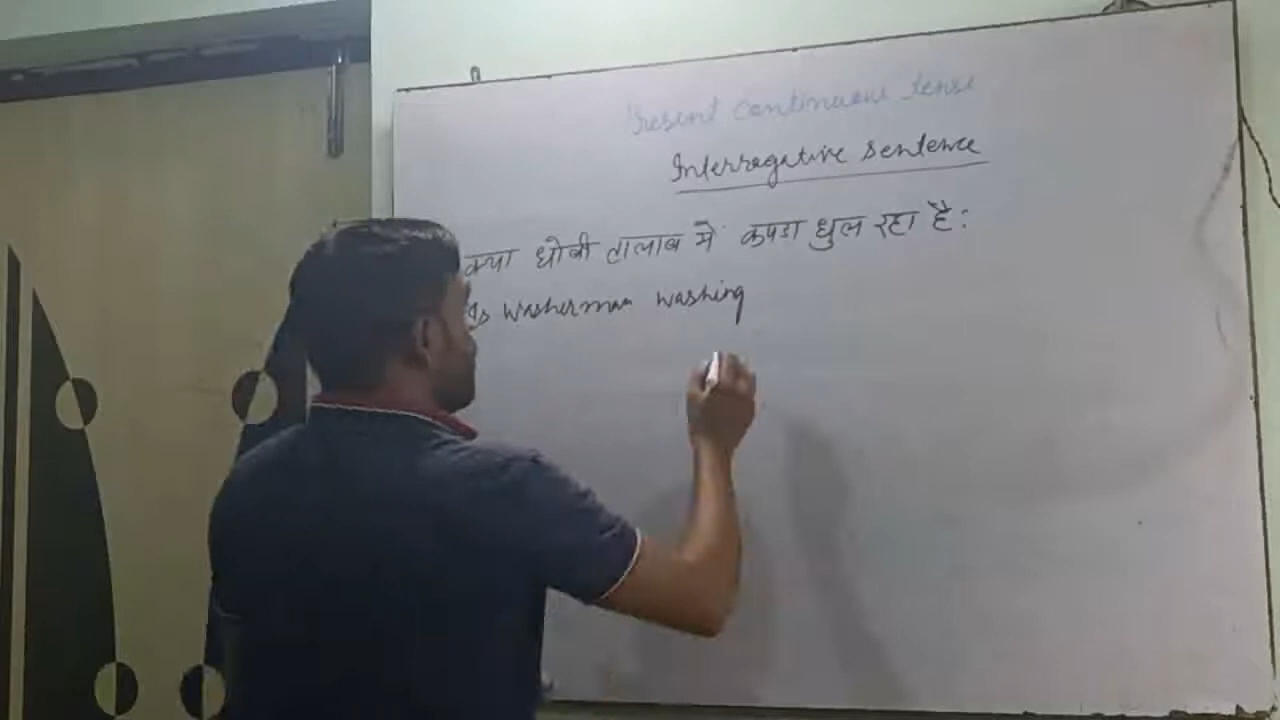 Present continuous tense
Interrogative sentence
क्या धोबी तालाब में कपडा धुल रहा है:
Is washerman washing